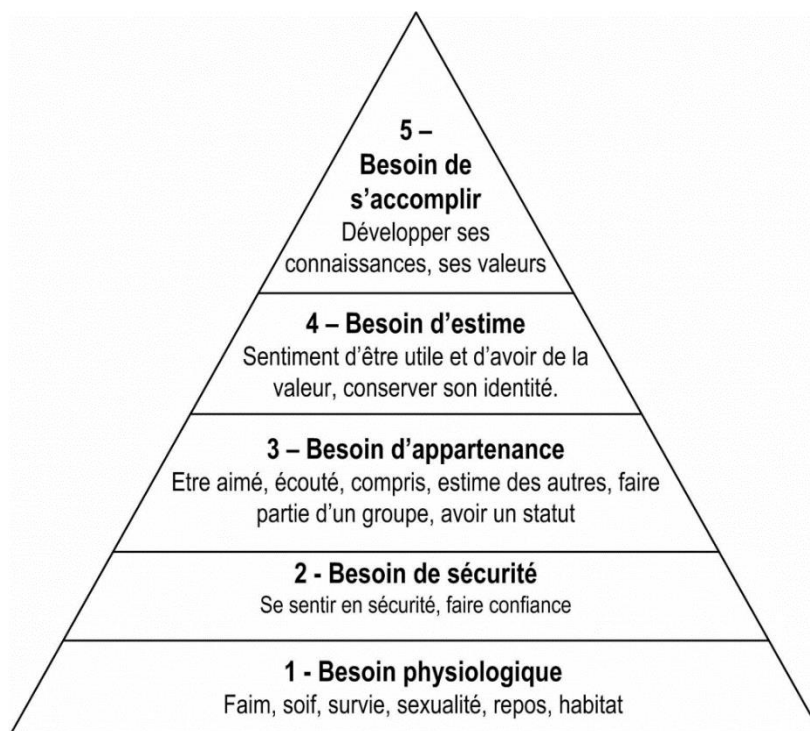 5 –
Besoin de
s’accomplir
Développer ses
connaissances, ses valeurs
4 – Besoin d’estime
Sentiment d’être utile et d’avoir de la
valeur, conserver son identité.
3 – Besoin d’appartenance
Etre aimé, écouté, compris, estime des autres, faire
partie d’un groupe, avoir un statut
2 - Besoin de sécurité
Se sentir en sécurité, faire confiance
1 - Besoin physiologique
Faim, soif, survie, sexualité, repos, habitat